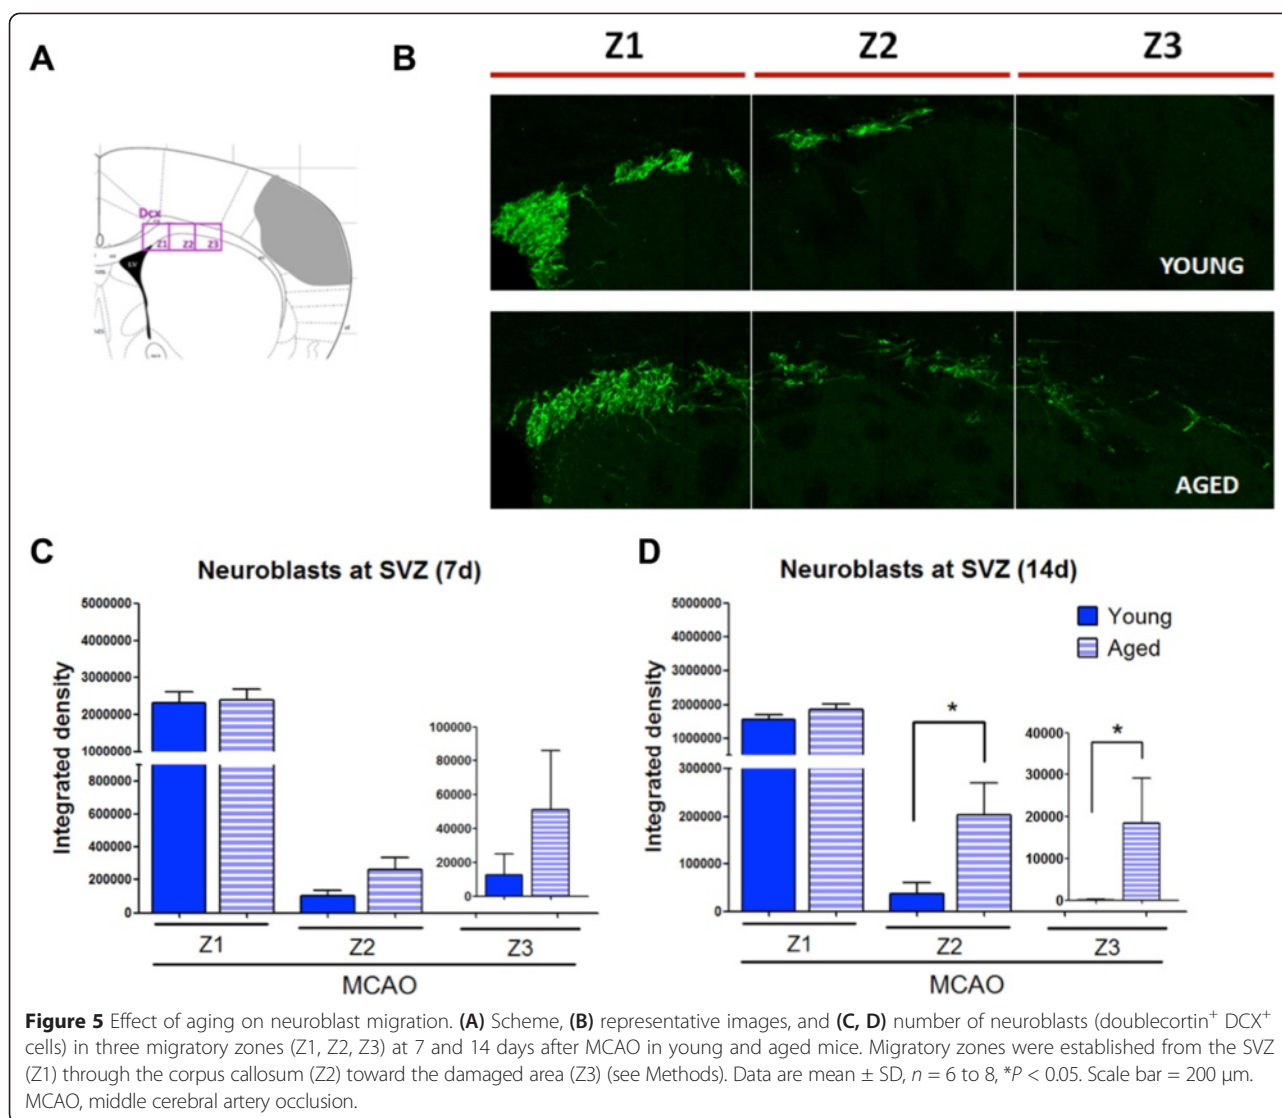 A
B
Z1 Z2 Z3
Dcx
Z1 Z2 Z3
LV
YOUNG
AGED
C
Neuroblasts at SVZ (7d)
Integrated density
5000000
4000000
3000000
2000000
1000000
800000
600000
400000
200000
0
100000
80000
60000
40000
20000
0
Z1 Z2 Z3
MCAO
D
Neuroblasts at SVZ (14d)
Integrated density
5000000
4000000
3000000
2000000
1000000
300000
200000
100000
0
*
40000
30000
20000
10000
0
*
Young
Aged
Z1 Z2 Z3
MCAO
Figure 5 Effect of aging on neuroblast migration. (A) Scheme, (B) representative images, and (C, D) number of neuroblasts (doublecortin+ DCX+
cells) in three migratory zones (Z1, Z2, Z3) at 7 and 14 days after MCAO in young and aged mice. Migratory zones were established from the SVZ
(Z1) through the corpus callosum (Z2) toward the damaged area (Z3) (see Methods). Data are mean ± SD, n = 6 to 8, *P < 0.05. Scale bar = 200 μm.
MCAO, middle cerebral artery occlusion.